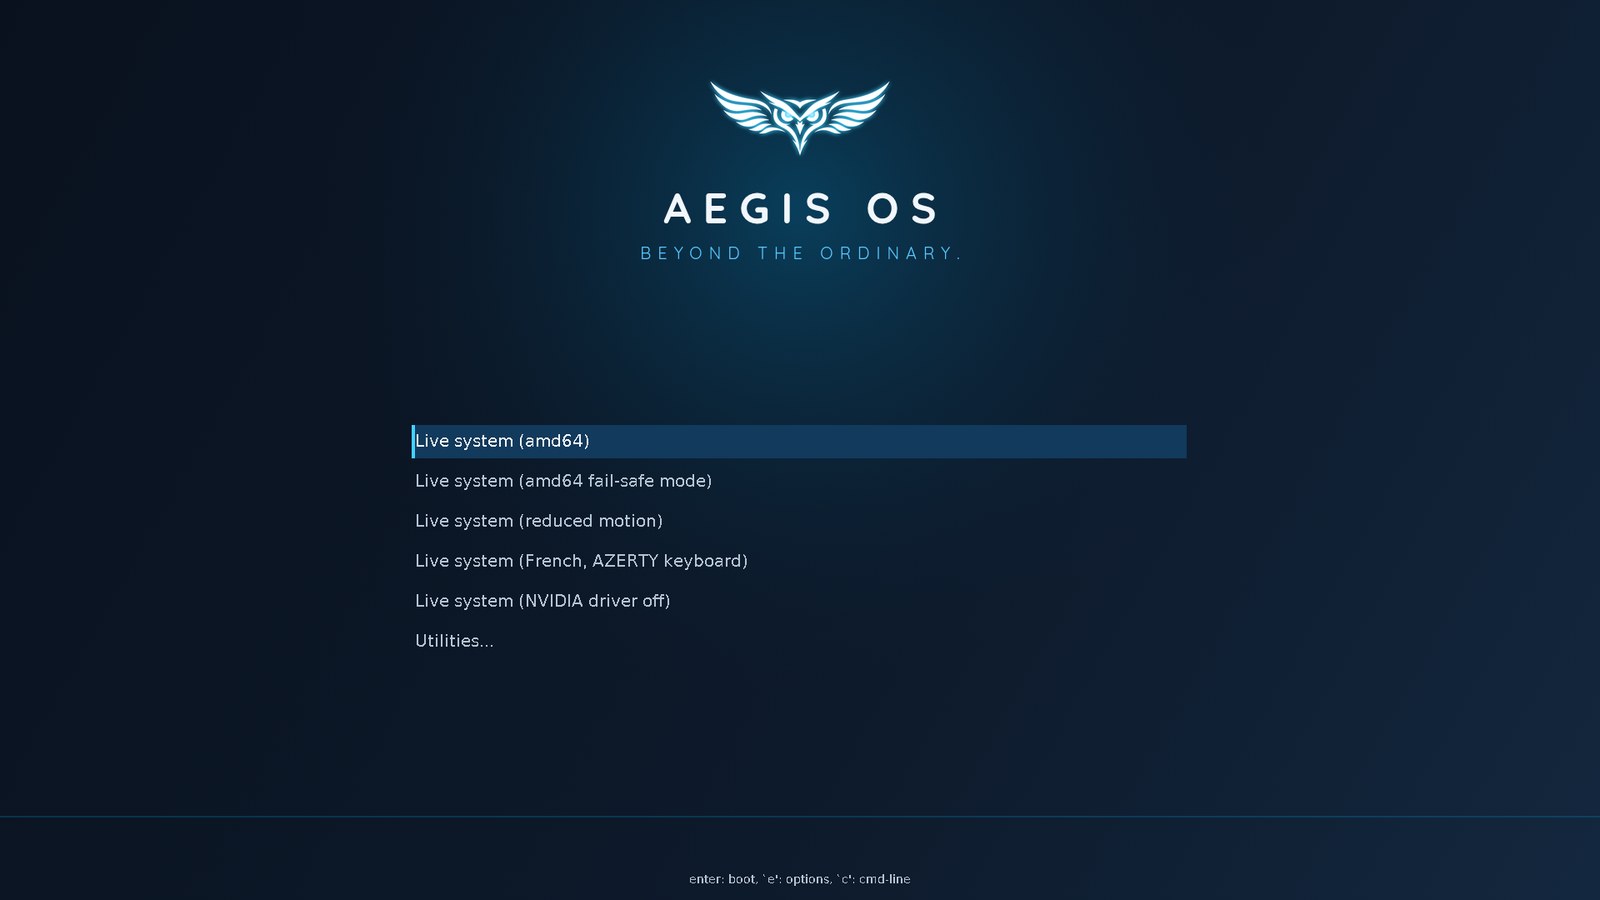 AEGIS OS
BEYOND THE ORDINARY.
Live system (amd64)
Live system (amd64 fail-safe mode)
Live system (reduced motion)
Live system (French, AZERTY keyboard)
Live system (NVIDIA driver off)
Utilities...
enter: boot, `e': options, `c': cmd-line